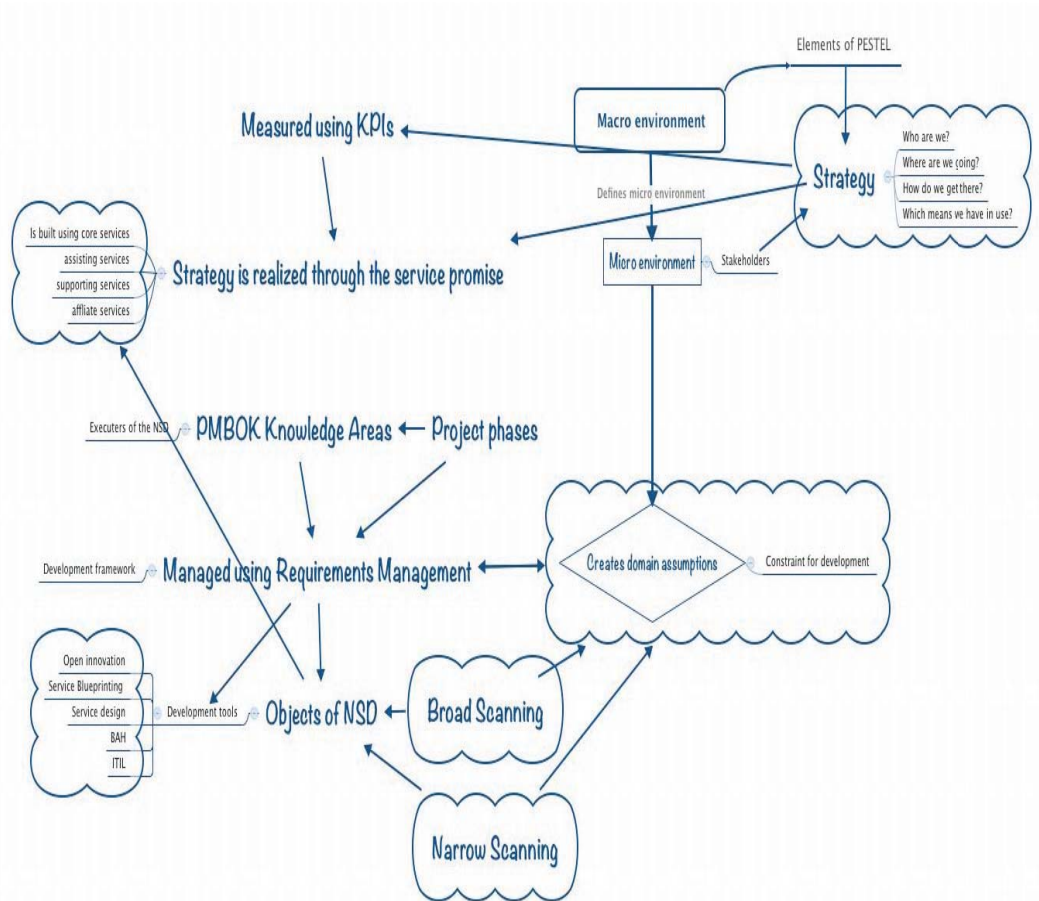 Elements of PESTEL
Macro environment
Measured using KPIs
Who are we?
Where are we going?
Strategy
How do we get there?
Which means we have in use?
Defines micro environment
Is built using core services
assisting services
supporting services
affliate services
Strategy is realized through the service promise
Micro environment
Stakeholders
Executers of the NSD
PMBOK Knowledge Areas
Project phases
Development framework
Managed using Requirements Management
Creates domain assumptions
Constraint for development
Open innovation
Service Blueprinting
Service design
BAH
ITIL
Development tools
Objects of NSD
Broad Scanning
Narrow Scanning